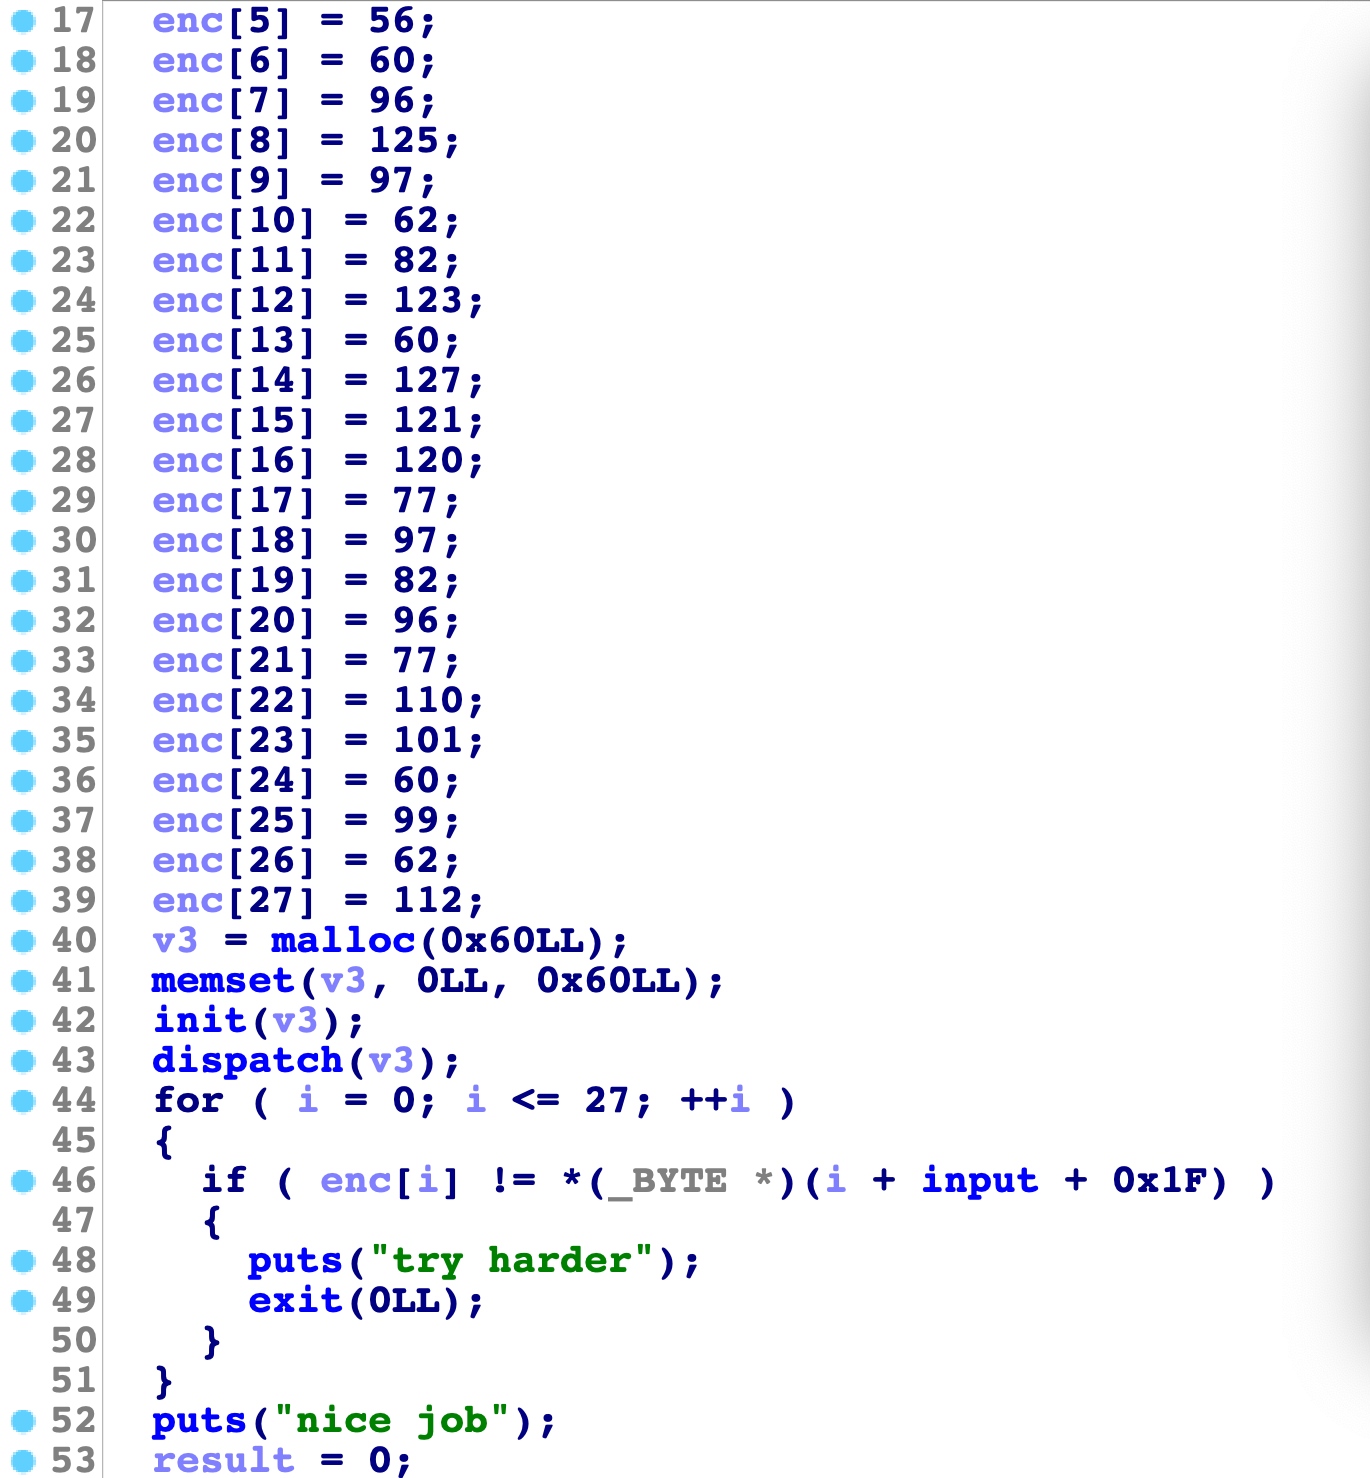 17 enc[5] = 56;
18 enc[6] = 60;
19 enc[7] = 96;
20 enc[8] = 125;
21 enc[9] = 97;
22 enc[10] = 62;
23 enc[11] = 82;
24 enc[12] = 123;
25 enc[13] = 60;
26 enc[14] = 127;
27 enc[15] = 121;
28 enc[16] = 120;
29 enc[17] = 77;
30 enc[18] = 97;
31 enc[19] = 82;
32 enc[20] = 96;
33 enc[21] = 77;
34 enc[22] = 110;
35 enc[23] = 101;
36 enc[24] = 60;
37 enc[25] = 99;
38 enc[26] = 62;
39 enc[27] = 112;
40 v3 = malloc(0x60LL);
41 memset(v3, 0LL, 0x60LL);
42 init(v3);
43 dispatch(v3);
44 for ( i = 0; i <= 27; ++i )
45 {
46 if ( enc[i] != *(_BYTE *)(i + input + 0x1F) )
47 {
48 puts("try harder");
49 exit(0LL);
50 }
51 }
52 puts("nice job");
53 result = 0;